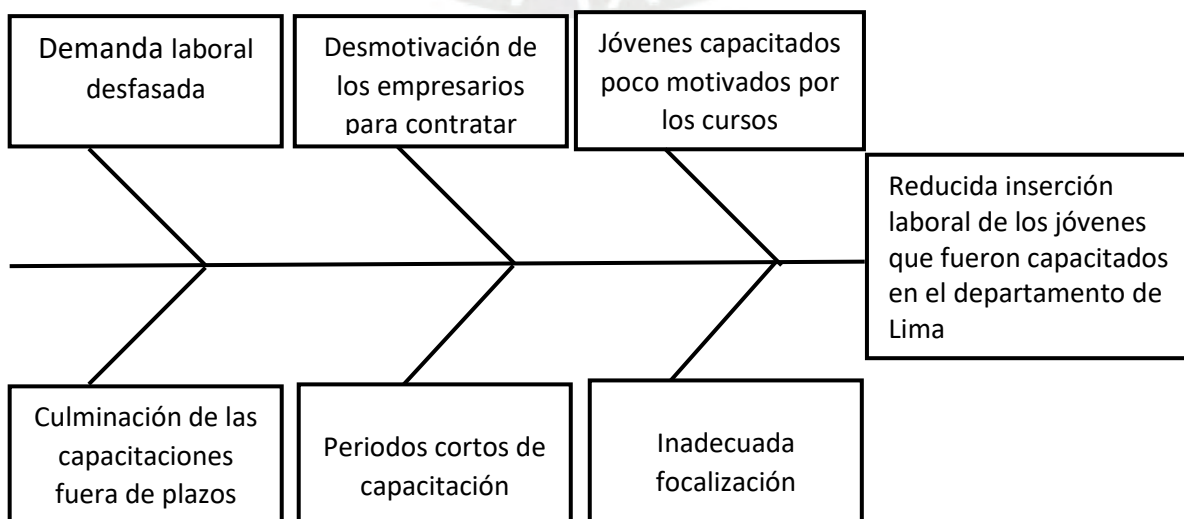 Demanda laboral
desfasada
Desmotivación de
los empresarios
para contratar
Jóvenes capacitados
poco motivados por
los cursos
Reducida inserción
laboral de los jóvenes
que fueron capacitados
en el departamento de
Lima
Culminación de las
capacitaciones
fuera de plazos
Periodos cortos de
capacitación
Inadecuada
focalización